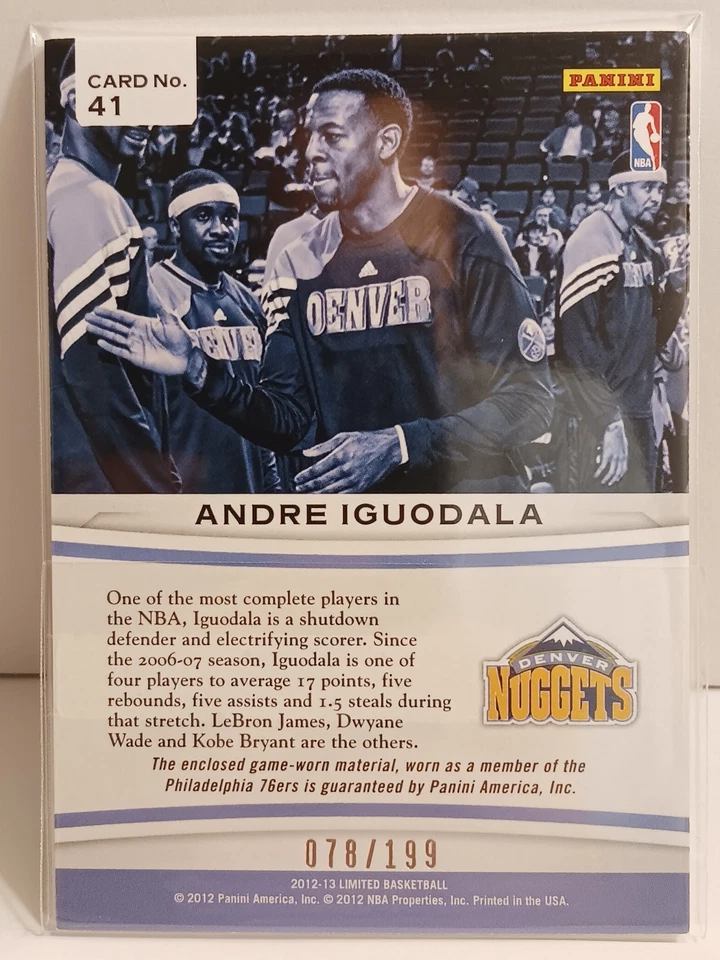 CARD No.
41
PANINI
NBA
DENVER
DENVER
ANDRE IGUODALA
One of the most complete players in
the NBA, Iguodala is a shutdown
defender and electrifying scorer. Since
the 2006-07 season, Iguodala is one of
four players to average 17 points, five
rebounds, five assists and 1.5 steals during
that stretch. LeBron James, Dwyane
Wade and Kobe Bryant are the others.
DENVER
NUGGETS
The enclosed game-worn material, worn as a member of the
Philadelphia 76ers is guaranteed by Panini America, Inc.
078/199
2012-13 LIMITED BASKETBALL
© 2012 Panini America, Inc. © 2012 NBA Properties, Inc. Printed in the USA.